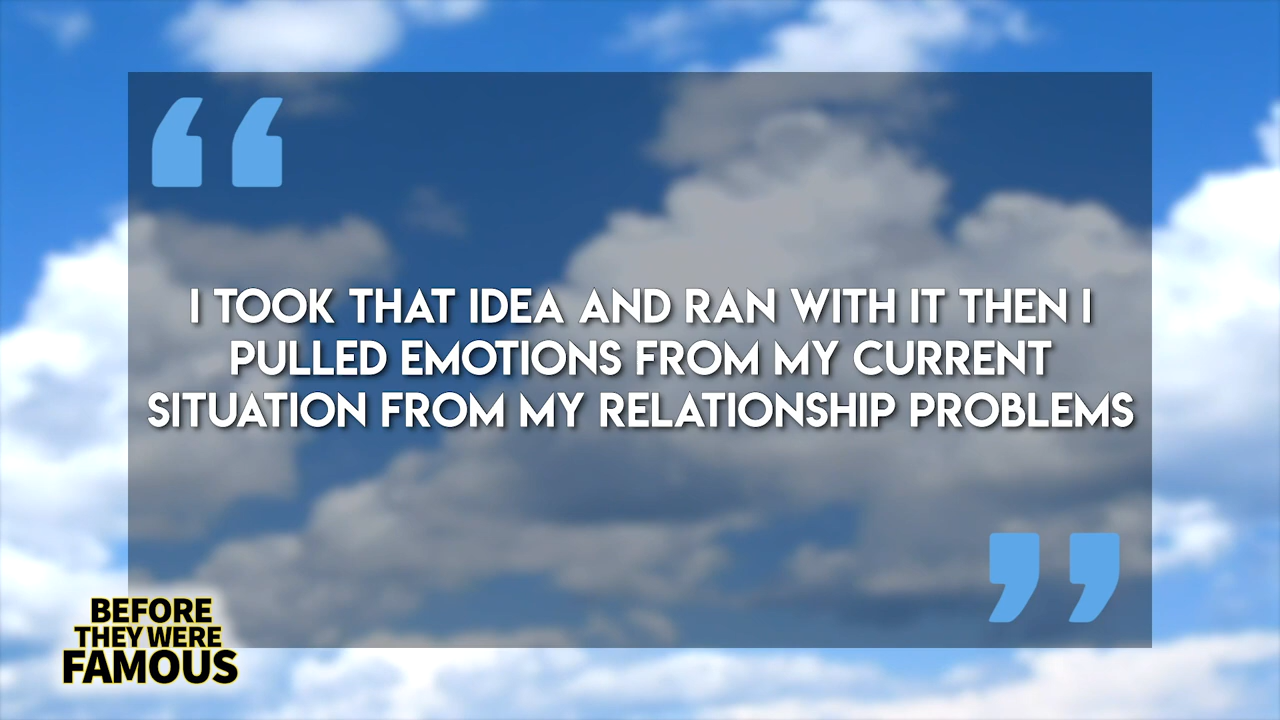 “
I TOOK THAT IDEA AND RAN WITH IT THEN I
PULLED EMOTIONS FROM MY CURRENT
SITUATION FROM MY RELATIONSHIP PROBLEMS
”
BEFORE
THEY WERE
FAMOUS